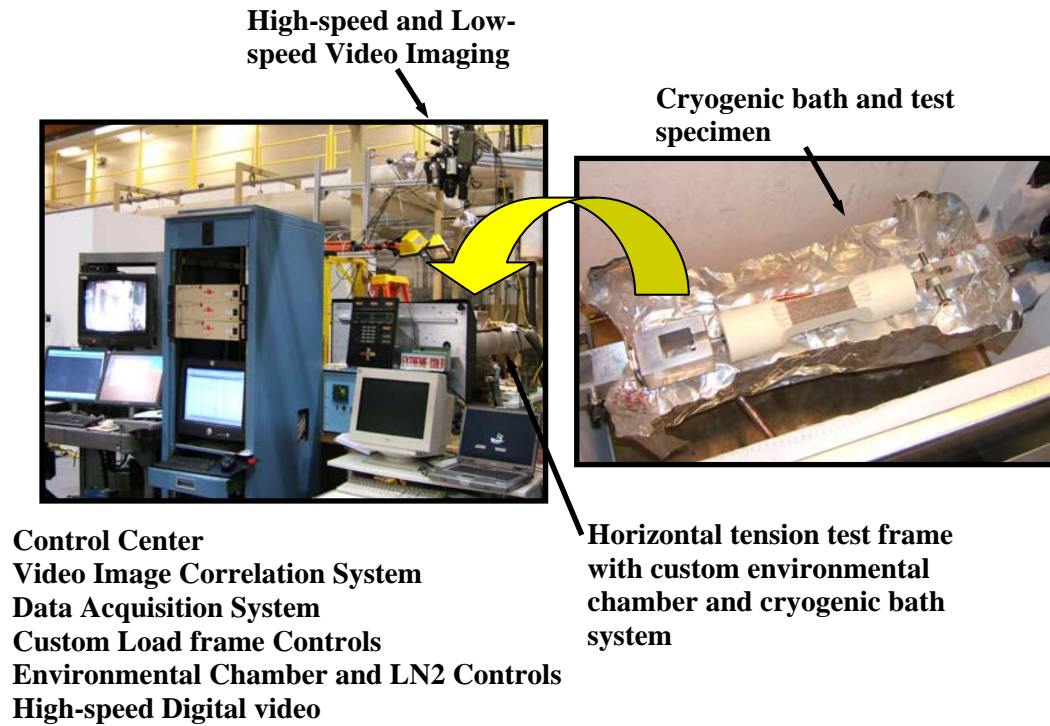 High-speed and Low-
speed Video Imaging
Cryogenic bath and test
specimen
EXTREME COLD
Control Center
Video Image Correlation System
Data Acquisition System
Custom Load frame Controls
Environmental Chamber and LN2 Controls
High-speed Digital video
Horizontal tension test frame
with custom environmental
chamber and cryogenic bath
system